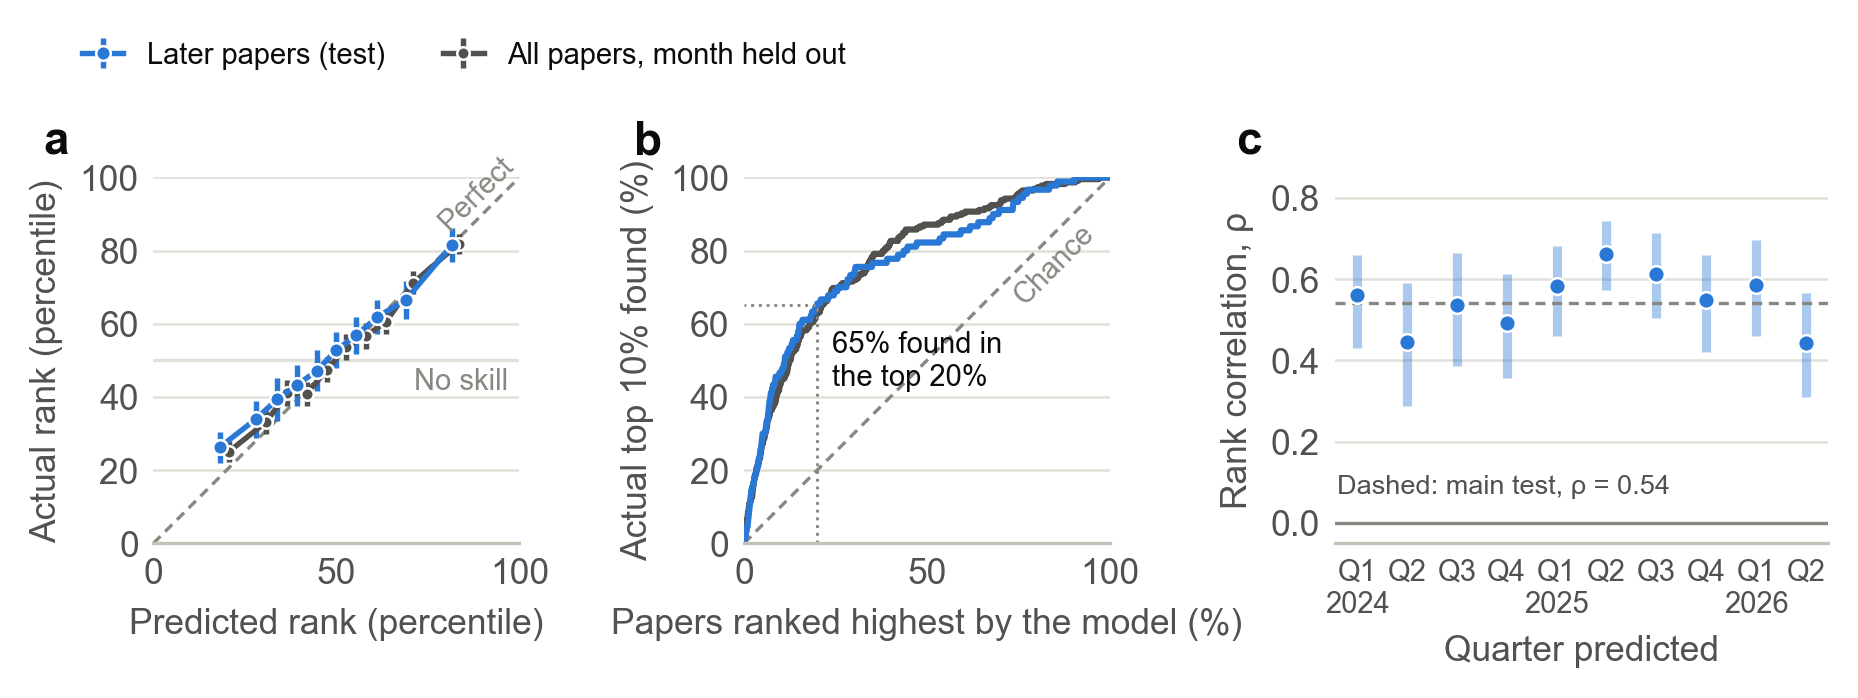 Later papers (test)
All papers, month held out
a
Actual rank (percentile)
100
80
60
40
20
0
Perfect
No skill
0 50 100
Predicted rank (percentile)
b
Actual top 10% found (%)
100
80
60
40
20
0
Chance
65% found in
the top 20%
0 50 100
Papers ranked highest by the model (%)
c
Rank correlation, ρ
0.8
0.6
0.4
0.2
0.0
Dashed: main test, ρ = 0.54
Q1 Q2 Q3 Q4 Q1 Q2 Q3 Q4 Q1 Q2
2024 2025 2026
Quarter predicted